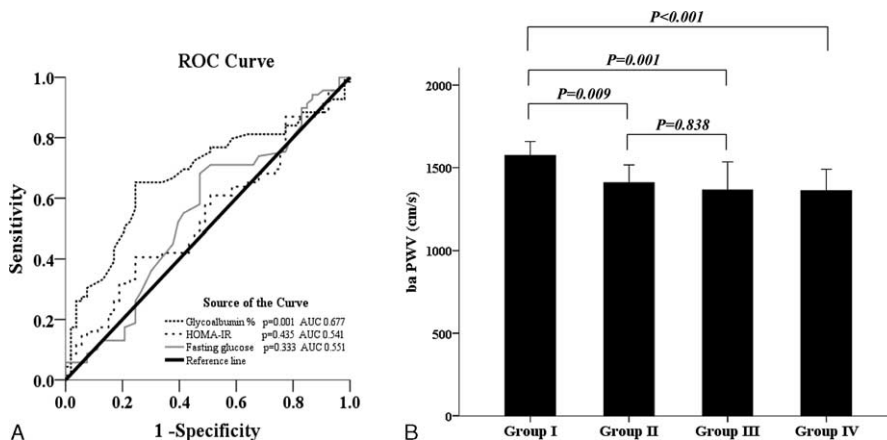 ROC Curve
1.0
0.8
0.6
0.4
0.2
0.0
Sensitivity
Source of the Curve
Glycoalbumin % p=0.001 AUC 0.677
HOMA-IR p=0.435 AUC 0.541
Fasting glucose p=0.333 AUC 0.551
Reference line
0.0 0.2 0.4 0.6 0.8 1.0
1 -Specificity
A
P<0.001
P=0.001
P=0.009
P=0.838
2000
1500
1000
500
0
ba PWV (cm/s)
Group I Group II Group III Group IV
B